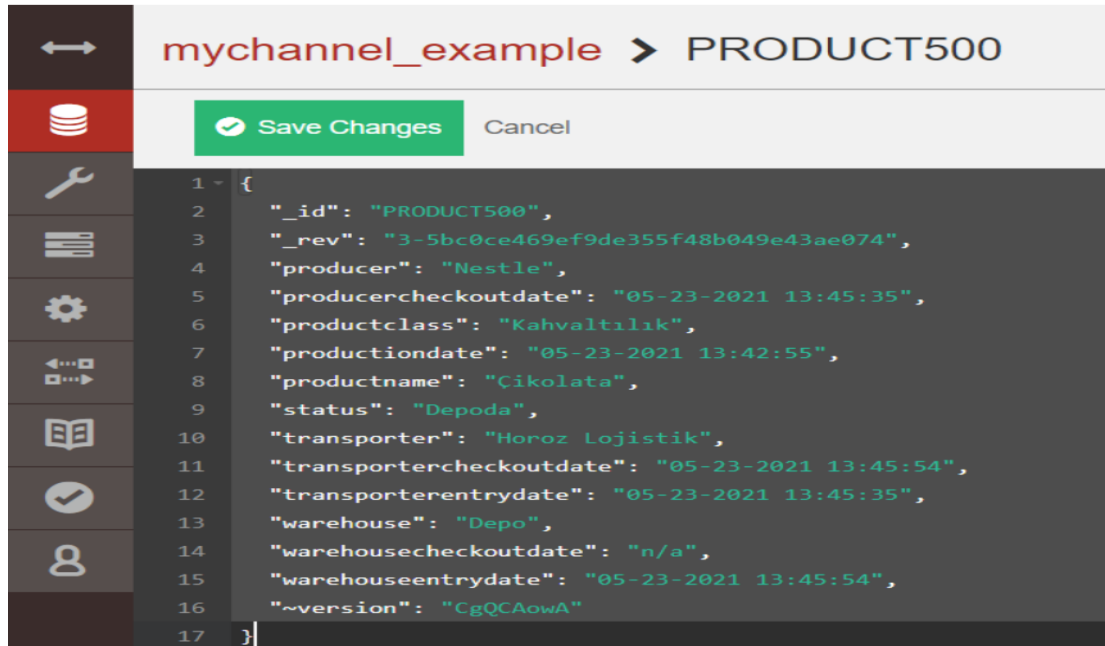 mychannel_example > PRODUCT500
Save Changes Cancel
1 {
2 "_id": "PRODUCT500",
3 "_rev": "3-5bc0ce469ef9de355f48b049e43ae074",
4 "producer": "Nestle",
5 "producercheckoutdate": "05-23-2021 13:45:35",
6 "productclass": "Kahvaltılık",
7 "productiondate": "05-23-2021 13:42:55",
8 "productname": "Çikolata",
9 "status": "Depoda",
10 "transporter": "Horoz Lojistik",
11 "transportercheckoutdate": "05-23-2021 13:45:54",
12 "transporterentrydate": "05-23-2021 13:45:35",
13 "warehouse": "Depo",
14 "warehousecheckoutdate": "n/a",
15 "warehouseentrydate": "05-23-2021 13:45:54",
16 "~version": "CgQCAowA"
17 }